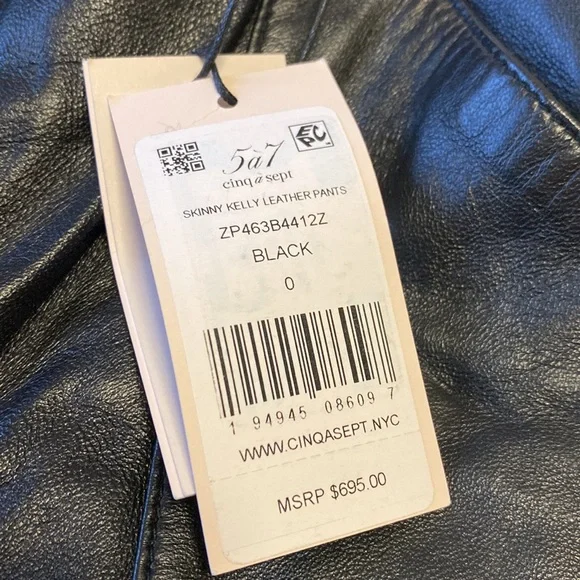 EPC
5à7
cinq à sept
SKINNY KELLY LEATHER PANTS
ZP463B4412Z
BLACK
0
1 94945 08609 7
WWW.CINQASEPT.NYC
MSRP $695.00